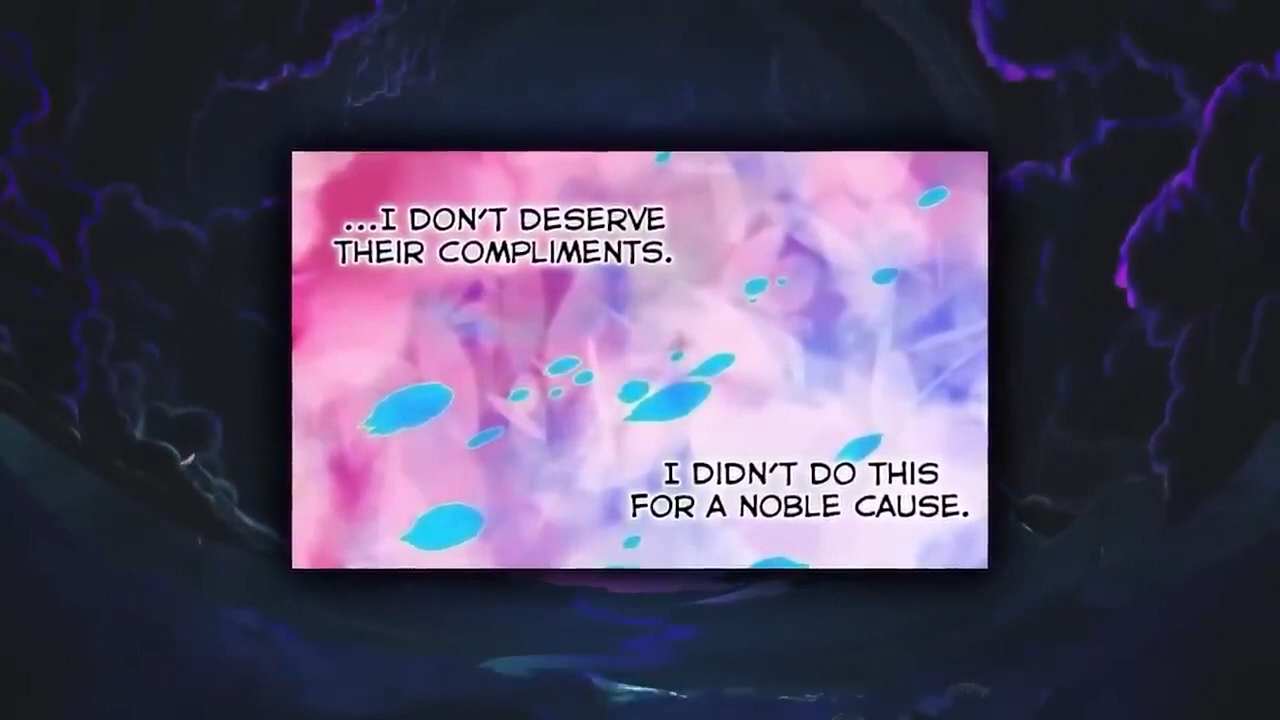 ...I DON'T DESERVE
THEIR COMPLIMENTS.
I DIDN'T DO THIS
FOR A NOBLE CAUSE.